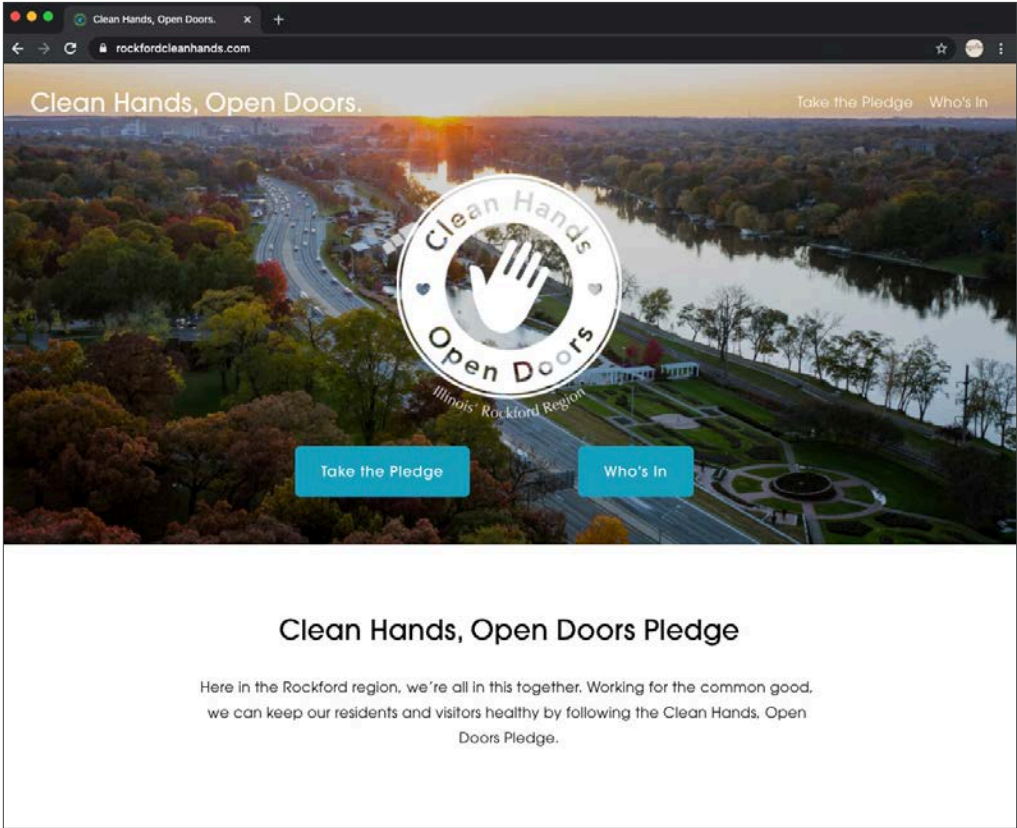 Clean Hands, Open Doors.
rockfordcleanhands.com
Clean Hands, Open Doors.
Take the Pledge Who's In
Clean Hands
Open Doors
Illinois' Rockford Region
Take the Pledge
Who's In
Clean Hands, Open Doors Pledge
Here in the Rockford region, we're all in this together. Working for the common good,
we can keep our residents and visitors healthy by following the Clean Hands, Open
Doors Pledge.